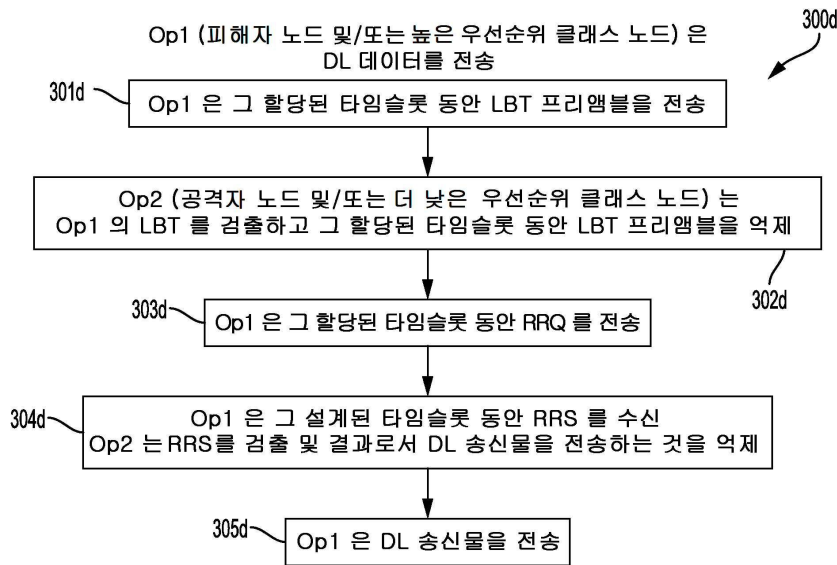 Op1 (피해자 노드 및/또는 높은 우선순위 클래스 노드) 은
DL 데이터를 전송
300d
301d
Op1 은 그 할당된 타임슬롯 동안 LBT 프리앰블을 전송
Op2 (공격자 노드 및/또는 더 낮은 우선순위 클래스 노드) 는
Op1 의 LBT 를 검출하고 그 할당된 타임슬롯 동안 LBT 프리앰블을 억제
302d
303d
Op1 은 그 할당된 타임슬롯 동안 RRQ 를 전송
304d
Op1 은 그 설계된 타임슬롯 동안 RRS 를 수신
Op2 는 RRS를 검출 및 결과로서 DL 송신물을 전송하는 것을 억제
305d
Op1 은 DL 송신물을 전송